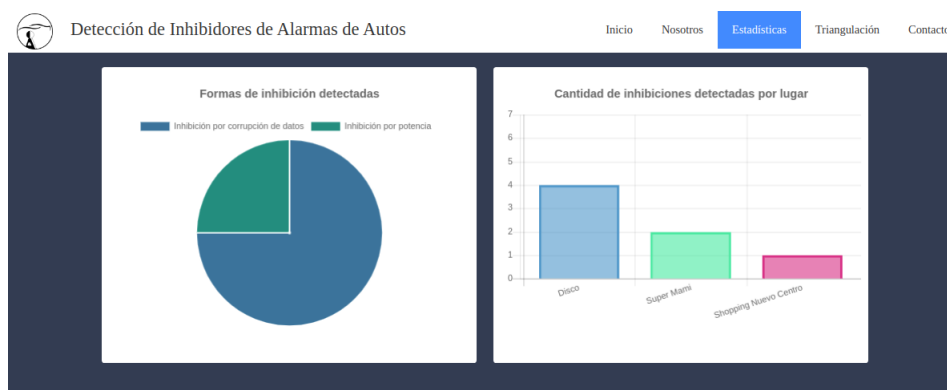 Detección de Inhibidores de Alarmas de Autos
Inicio Nosotros Estadísticas Triangulación Contacto
Formas de inhibición detectadas
Inhibición por corrupción de datos Inhibición por potencia
Cantidad de inhibiciones detectadas por lugar
7
6
5
4
3
2
1
0
Disco Super Mami Shopping Nuevo Centro